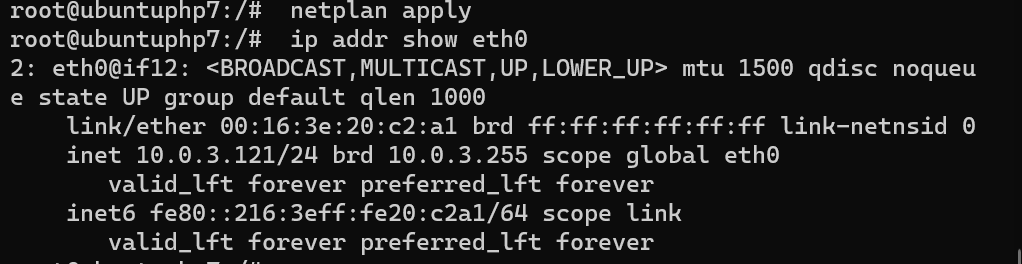 root@ubuntuphp7:/#  netplan apply
root@ubuntuphp7:/#  ip addr show eth0
2: eth0@if12: <BROADCAST,MULTICAST,UP,LOWER_UP> mtu 1500 qdisc noqueu
e state UP group default qlen 1000
    link/ether 00:16:3e:20:c2:a1 brd ff:ff:ff:ff:ff:ff link-netnsid 0
    inet 10.0.3.121/24 brd 10.0.3.255 scope global eth0
       valid_lft forever preferred_lft forever
    inet6 fe80::216:3eff:fe20:c2a1/64 scope link
       valid_lft forever preferred_lft forever